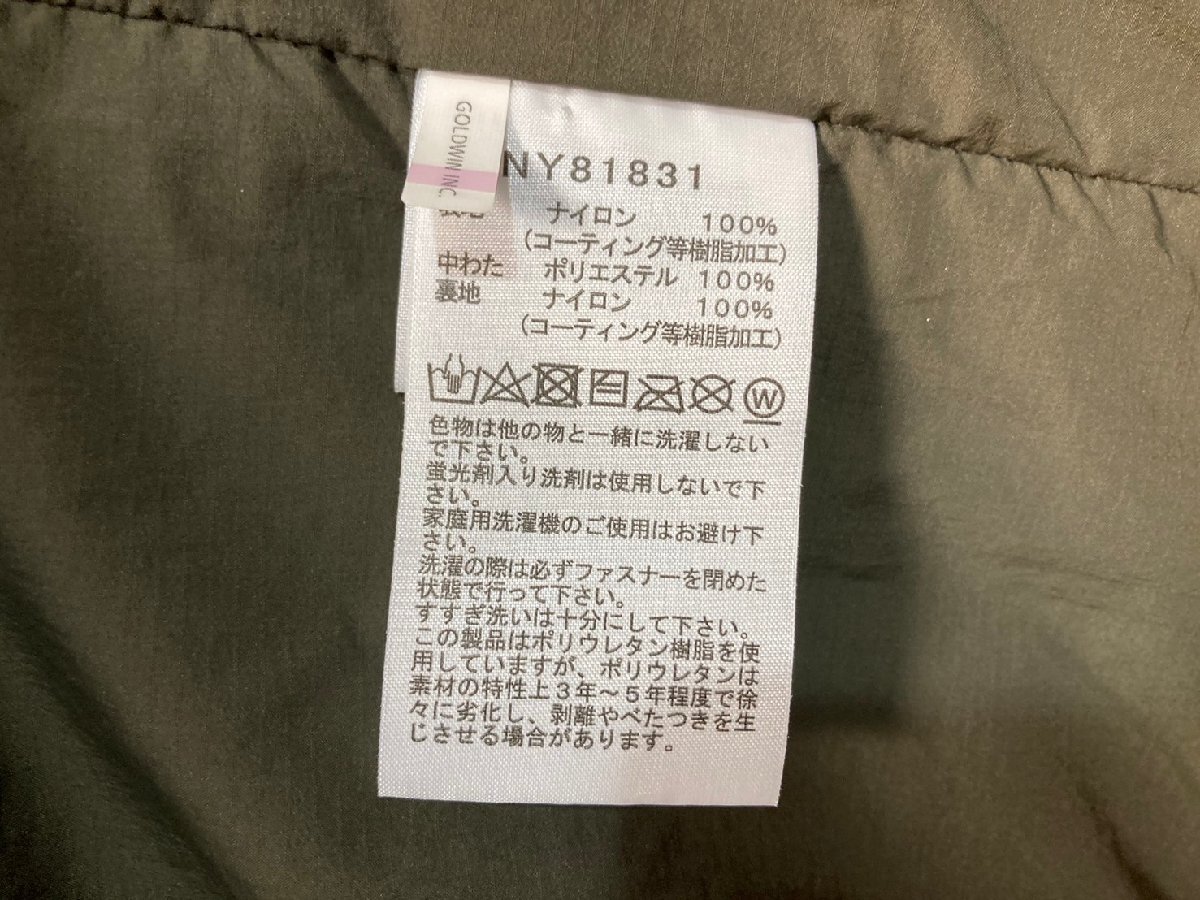 GOLDWIN INC.
NY81831
ナイロン 100%
(コーティング等樹脂加工)
中わた ポリエステル 100%
裏地 ナイロン 100%
(コーティング等樹脂加工)
W
色物は他の物と一緒に洗濯しない
で下さい。
蛍光剤入り洗剤は使用しないで下
さい。
家庭用洗濯機のご使用はお避け下
さい。
洗濯の際は必ずファスナーを閉めた
状態で行って下さい。
すすぎ洗いは十分にして下さい。
この製品はポリウレタン樹脂を使
用していますが、ポリウレタンは
素材の特性上3年～5年程度で徐
々に劣化し、剥離やべたつきを生
じさせる場合があります。